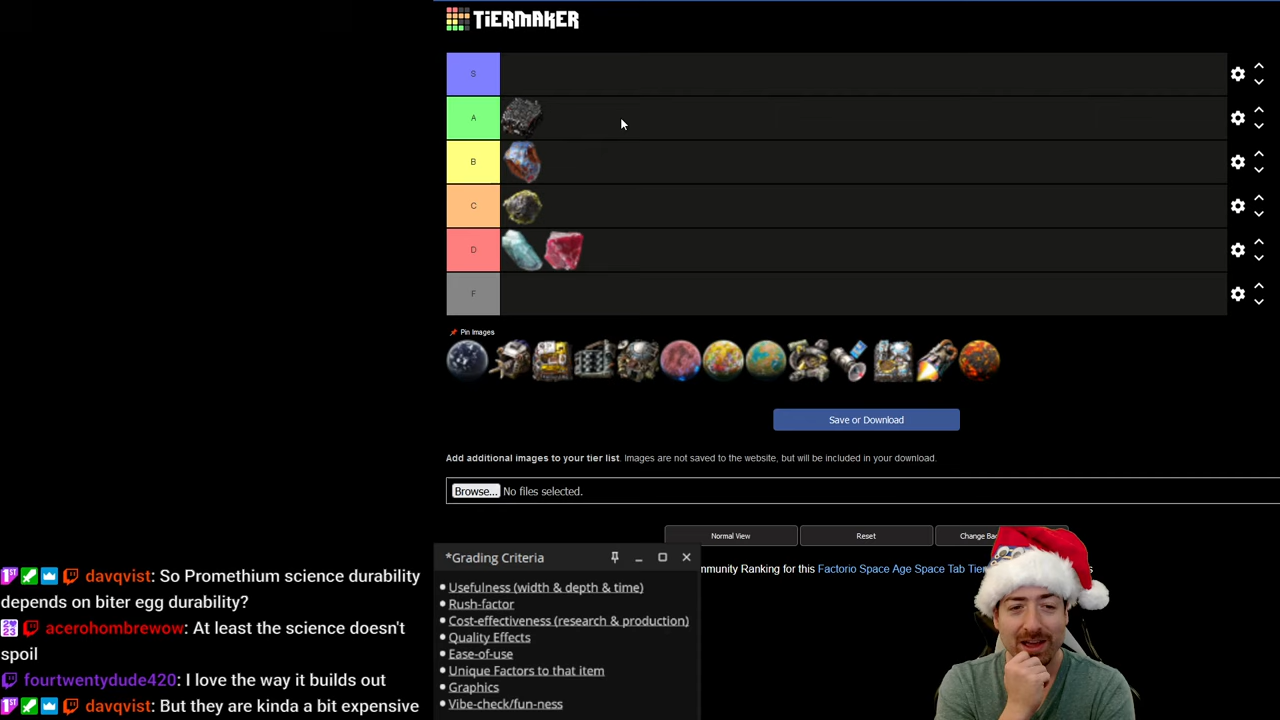 TiERMAKER
S
A
B
C
D
F
Pin Images
Save or Download
Add additional images to your tier list. Images are not saved to the website, but will be included in your download.
Browse... No files selected.
Normal View
Reset
Change Ba
mmunity Ranking for this Factorio Space Age Space Tab Tier
*Grading Criteria
Usefulness (width & depth & time)
Rush-factor
Cost-effectiveness (research & production)
Quality Effects
Ease-of-use
Unique Factors to that item
Graphics
Vibe-check/fun-ness
davqvist: So Promethium science durability
depends on biter egg durability?
acerohombrewow: At least the science doesn't
spoil
fourtwentydude420: I love the way it builds out
davqvist: But they are kinda a bit expensive